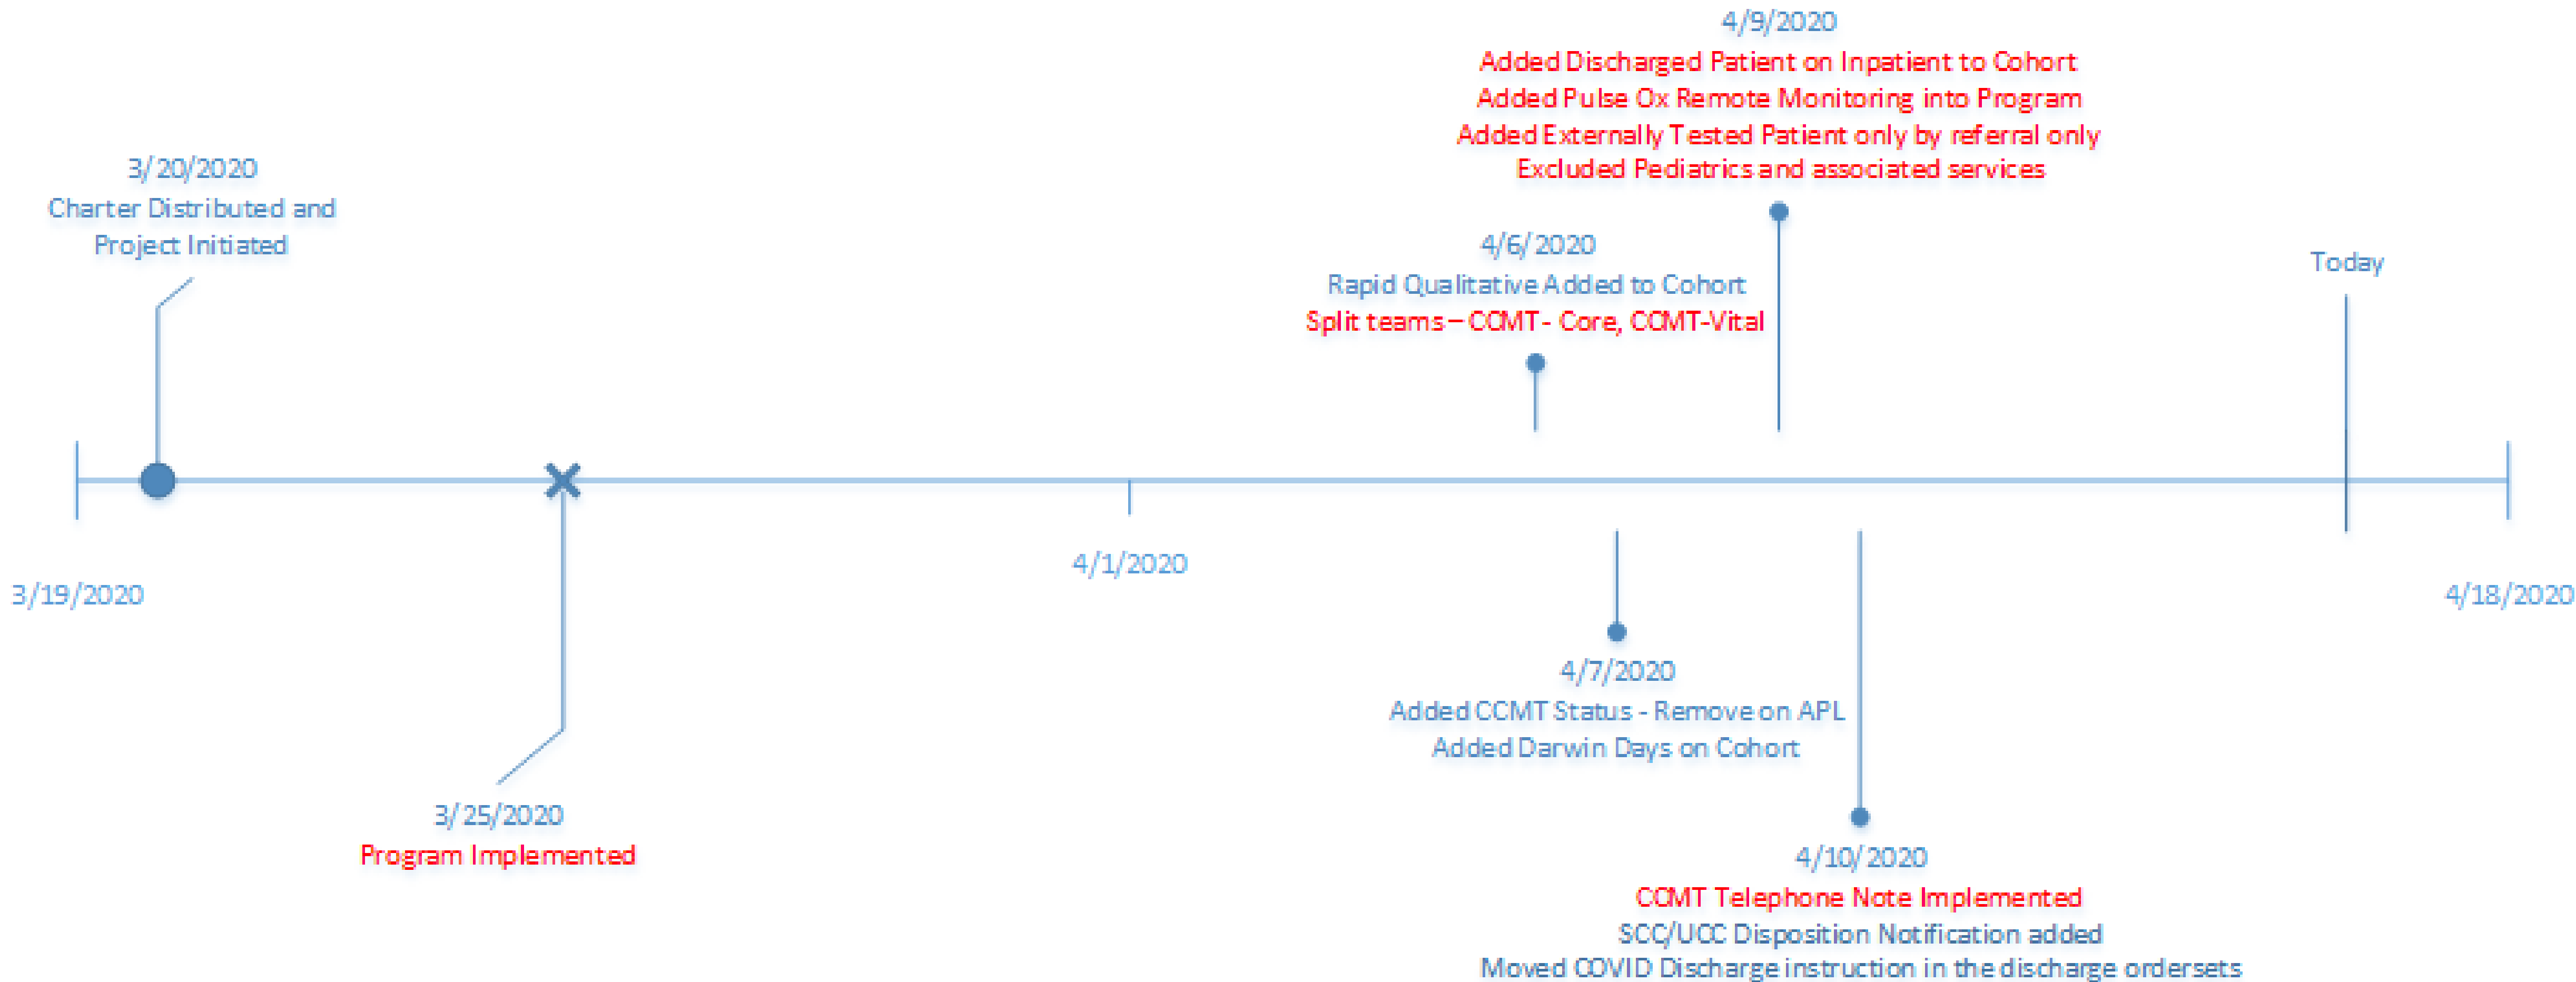 3/20/2020
Charter Distributed and
Project Initiated
4/9/2020
Added Discharged Patient on Inpatient to Cohort
Added Pulse Ox Remote Monitoring into Program
Added Externally Tested Patient only by referral only
Excluded Pediatrics and associated services
4/6/2020
Rapid Qualitative Added to Cohort
Split teams – CCMT - Core, CCMT-Vital
Today
3/19/2020
4/1/2020
4/18/2020
3/25/2020
Program Implemented
4/7/2020
Added CCMT Status - Remove on APL
Added Darwin Days on Cohort
4/10/2020
CCMT Telephone Note Implemented
SCC/UCC Disposition Notification added
Moved COVID Discharge instruction in the discharge ordersets